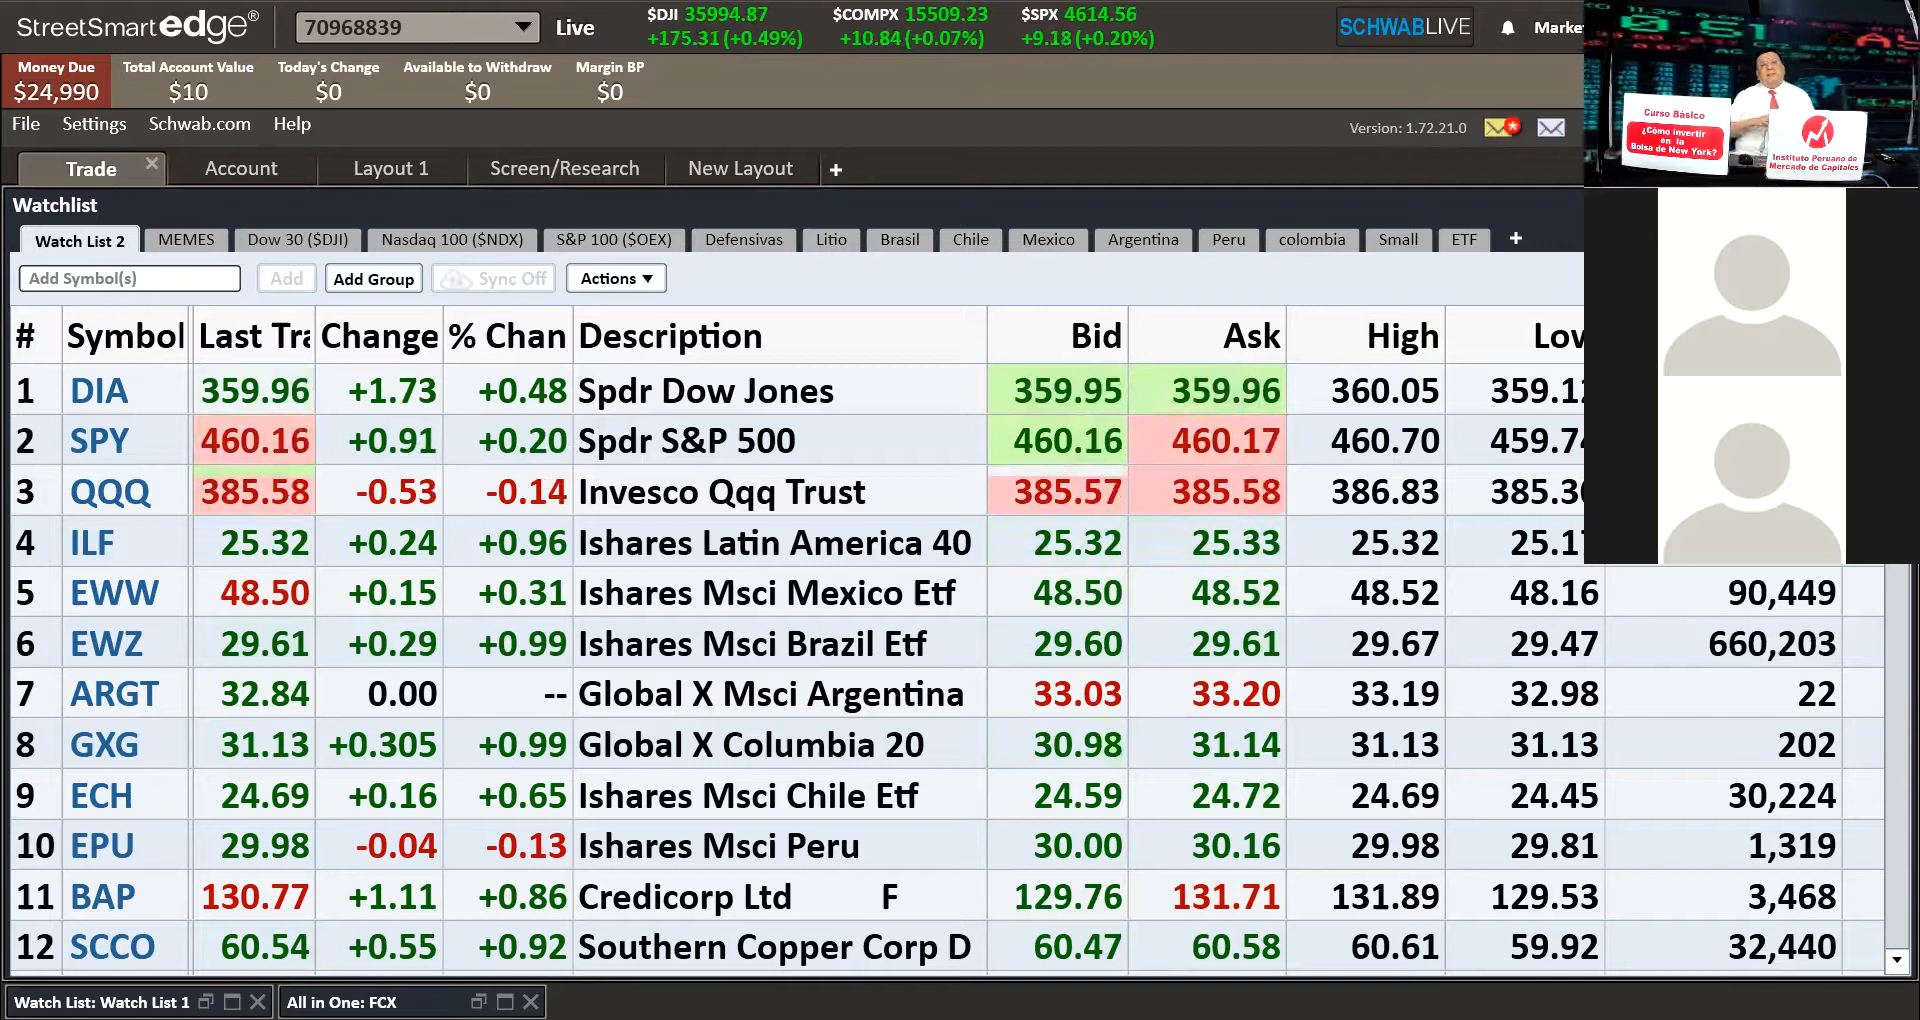 StreetSmart edge®
70968839
Live
$DJI 35994.87
+175.31 (+0.49%)
$COMPX 15509.23
+10.84 (+0.07%)
$SPX 4614.56
+9.18 (+0.20%)
SCHWABLIVE
Marke
Money Due
$24,990
Total Account Value
$10
Today's Change
$0
Available to Withdraw
$0
Margin BP
$0
File Settings Schwab.com Help
Version: 1.72.21.0
Curso Básico
¿Cómo invertir
en la
Bolsa de New York?
Instituto Peruano de
Mercado de Capitales
Trade Account Layout 1 Screen/Research New Layout +
Watchlist
Watch List 2 MEMES Dow 30 ($DJI) Nasdaq 100 ($NDX) S&P 100 ($OEX) Defensivas Litio Brasil Chile Mexico Argentina Peru colombia Small ETF +
Add Symbol(s) Add Add Group Sync Off Actions
# Symbol Last Tra Change % Chan Description Bid Ask High Low
1 DIA 359.96 +1.73 +0.48 Spdr Dow Jones 359.95 359.96 360.05 359.1
2 SPY 460.16 +0.91 +0.20 Spdr S&P 500 460.16 460.17 460.70 459.74
3 QQQ 385.58 -0.53 -0.14 Invesco Qqq Trust 385.57 385.58 386.83 385.3
4 ILF 25.32 +0.24 +0.96 Ishares Latin America 40 25.32 25.33 25.32 25.17
5 EWW 48.50 +0.15 +0.31 Ishares Msci Mexico Etf 48.50 48.52 48.52 48.16 90,449
6 EWZ 29.61 +0.29 +0.99 Ishares Msci Brazil Etf 29.60 29.61 29.67 29.47 660,203
7 ARGT 32.84 0.00 -- Global X Msci Argentina 33.03 33.20 33.19 32.98 22
8 GXG 31.13 +0.305 +0.99 Global X Columbia 20 30.98 31.14 31.13 31.13 202
9 ECH 24.69 +0.16 +0.65 Ishares Msci Chile Etf 24.59 24.72 24.69 24.45 30,224
10 EPU 29.98 -0.04 -0.13 Ishares Msci Peru 30.00 30.16 29.98 29.81 1,319
11 BAP 130.77 +1.11 +0.86 Credicorp Ltd F 129.76 131.71 131.89 129.53 3,468
12 SCCO 60.54 +0.55 +0.92 Southern Copper Corp D 60.47 60.58 60.61 59.92 32,440
Watch List: Watch List 1 All in One: FCX